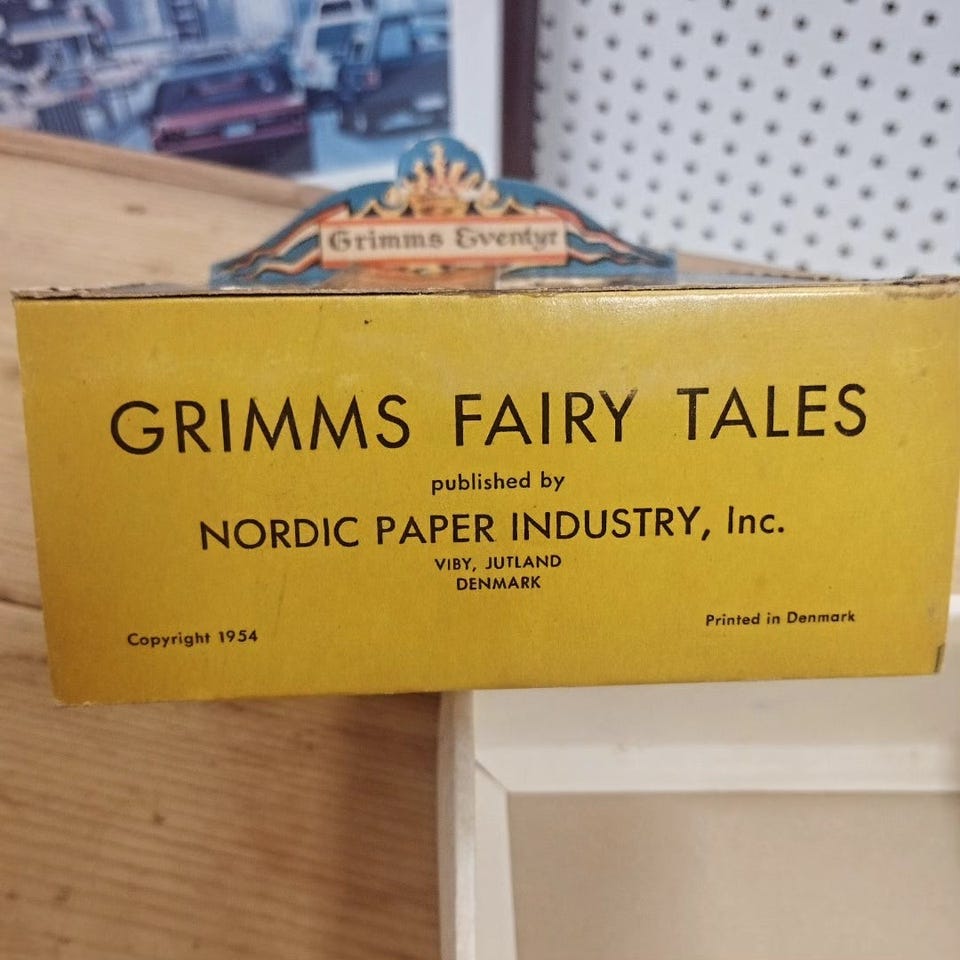 Grimms Eventyr
GRIMMS FAIRY TALES
published by
NORDIC PAPER INDUSTRY, Inc.
VIBY, JUTLAND
DENMARK
Copyright 1954
Printed in Denmark